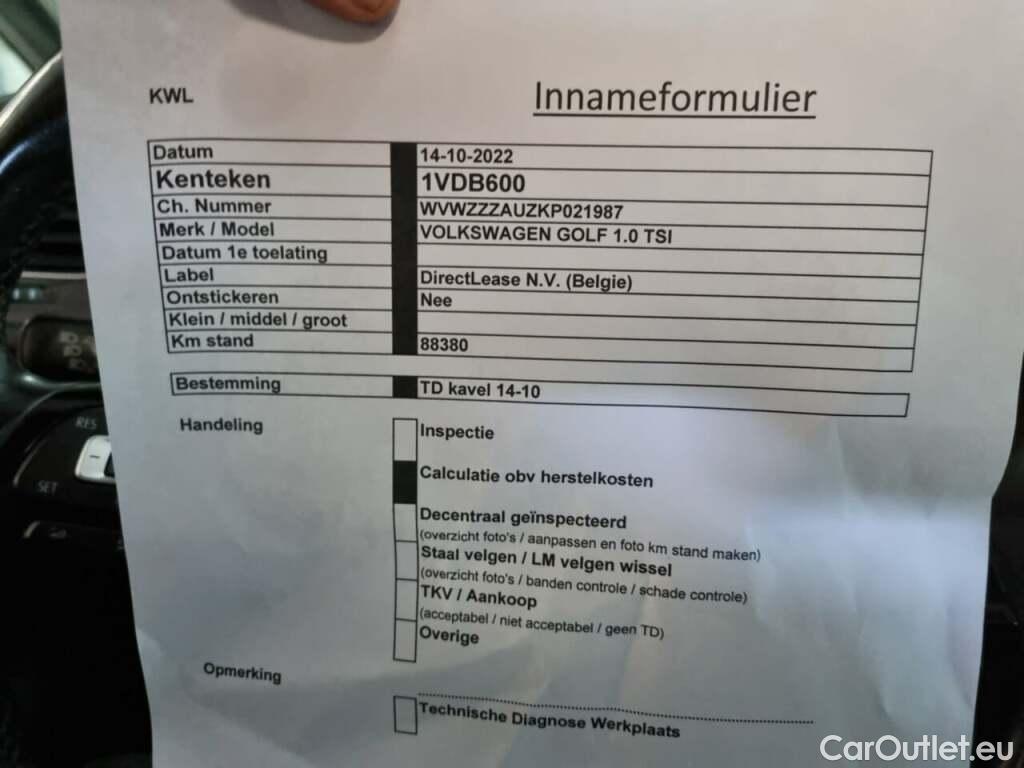 KWL
Innameformulier
Datum 14-10-2022
Kenteken 1VDB600
Ch. Nummer WVWZZZAUZKP021987
Merk / Model VOLKSWAGEN GOLF 1.0 TSI
Datum 1e toelating
Label DirectLease N.V. (Belgie)
Ontstickeren Nee
Klein / middel / groot
Km stand 88380
Bestemming TD kavel 14-10
Handeling
Inspectie
Calculatie obv herstelkosten
Decentraal geïnspecteerd
(overzicht foto's / aanpassen en foto km stand maken)
Staal velgen / LM velgen wissel
(overzicht foto's / banden controle / schade controle)
TKV / Aankoop
(acceptabel / niet acceptabel / geen TD)
Overige
Opmerking
Technische Diagnose Werkplaats
RES
SET
CarOutlet.eu